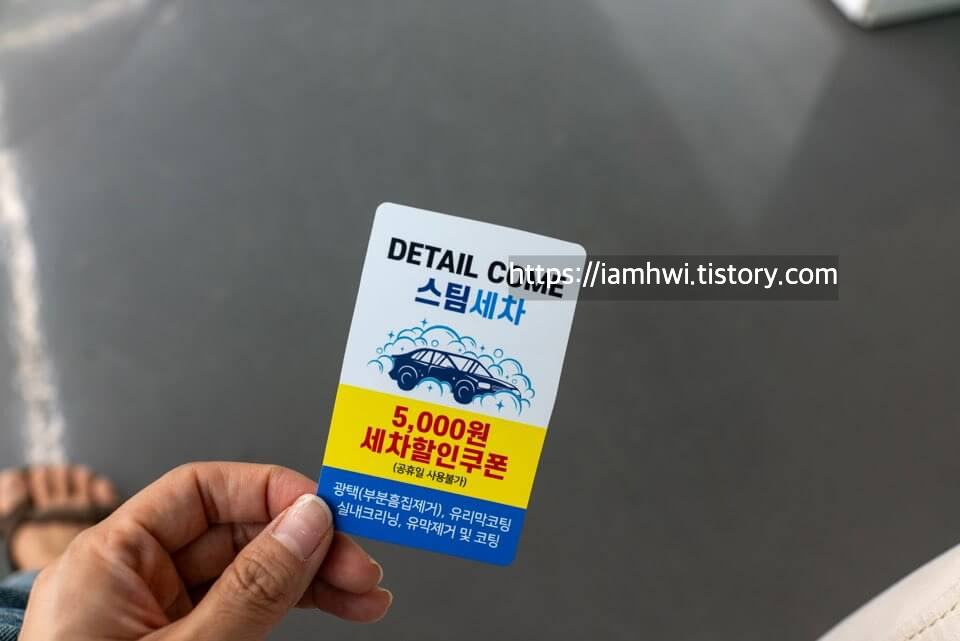 DETAIL COME
https://iamhwi.tistory.com
스팀세차
5,000원
세차할인쿠폰
(공휴일 사용불가)
광택(부분흠집제거), 유리막코팅
실내크리닝, 유막제거 및 코팅